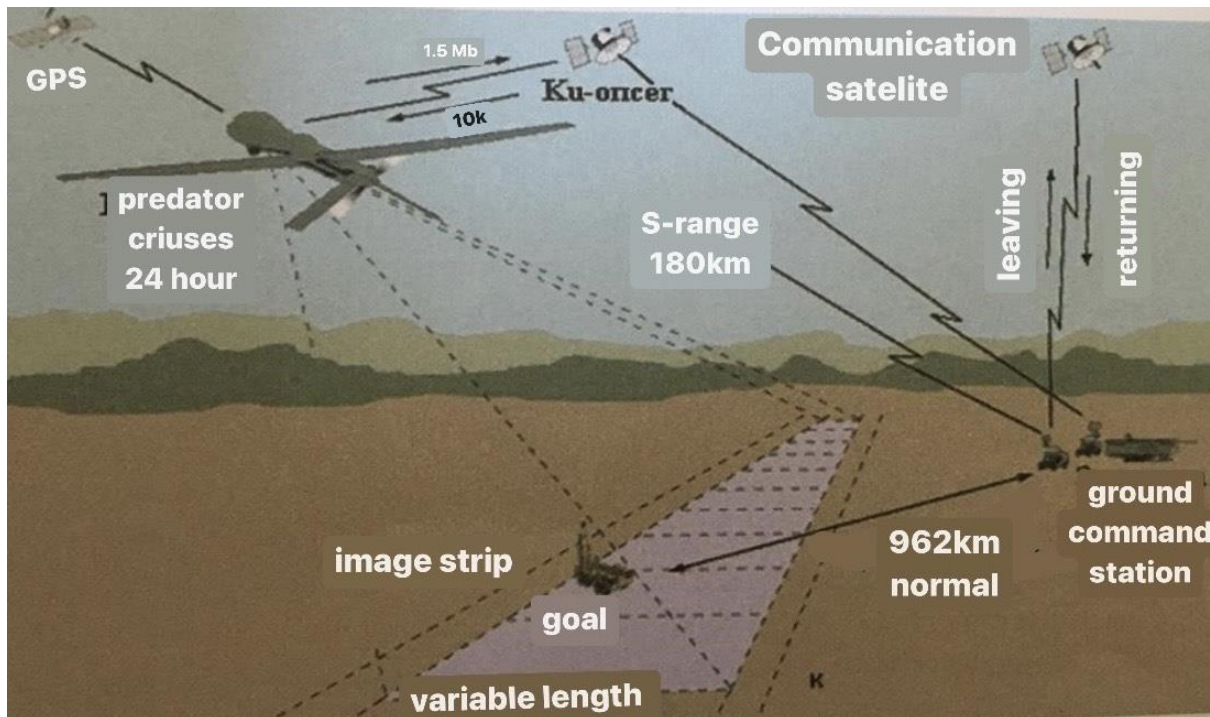 GPS
1.5 Mb
10k
Ku-oncer
Communication
satelite
predator
criuses
24 hour
S-range
180km
leaving
returning
image strip
goal
variable length
962km
normal
ground
command
station
K